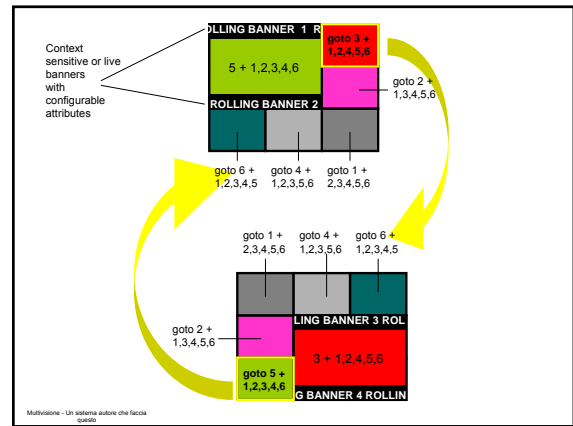 Context
sensitive or live
banners
with
configurable
attributes
OLLING BANNER 1 R
goto 3 +
1,2,4,5,6
5 + 1,2,3,4,6
goto 2 +
1,3,4,5,6
ROLLING BANNER 2
goto 6 +
1,2,3,4,5
goto 4 +
1,2,3,5,6
goto 1 +
2,3,4,5,6
goto 1 +
2,3,4,5,6
goto 4 +
1,2,3,5,6
goto 6 +
1,2,3,4,5
LING BANNER 3 ROL
goto 2 +
1,3,4,5,6
3 + 1,2,4,5,6
goto 5 +
1,2,3,4,6
G BANNER 4 ROLLIN
Multivisione - Un sistema autore che faccia
questo